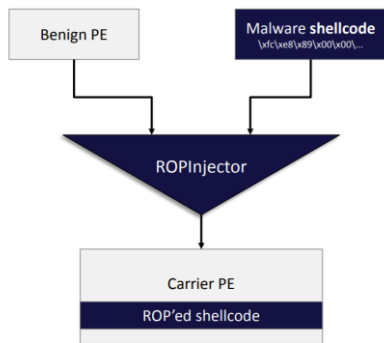 Benign PE
Malware shellcode
\xfc\xe8\x89\x00\x00\...
ROPInjector
Carrier PE
ROP'ed shellcode